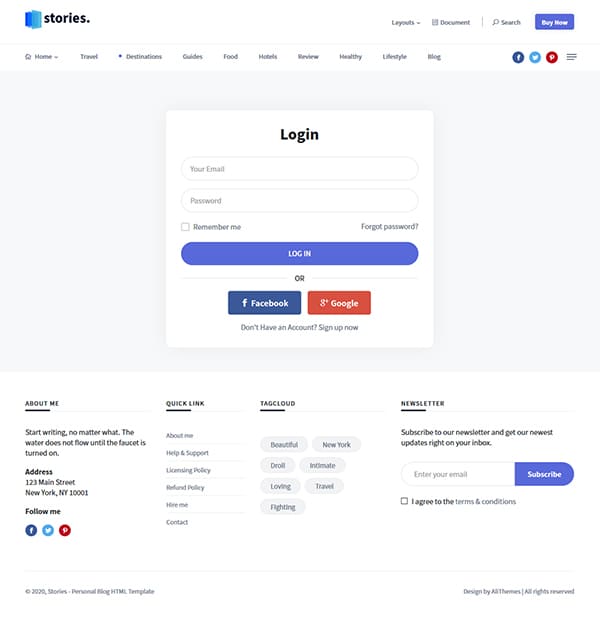 stories.
Layouts
Document
Search
Buy Now
Home
Travel
Destinations
Guides
Food
Hotels
Review
Healthy
Lifestyle
Blog
Login
Your Email
Password
Remember me
Forgot password?
LOG IN
OR
Facebook
Google
Don't Have an Account? Sign up now
ABOUT ME
Start writing, no matter what. The
water does not flow until the faucet is
turned on.
Address
123 Main Street
New York, NY 10001
Follow me
QUICK LINK
About me
Help & Support
Licensing Policy
Refund Policy
Hire me
Contact
TAGCLOUD
Beautiful
New York
Droll
Intimate
Loving
Travel
Fighting
NEWSLETTER
Subscribe to our newsletter and get our newest
updates right on your inbox.
Enter your email
Subscribe
I agree to the terms & conditions
© 2020, Stories - Personal Blog HTML Template
Design by AliThemes | All rights reserved